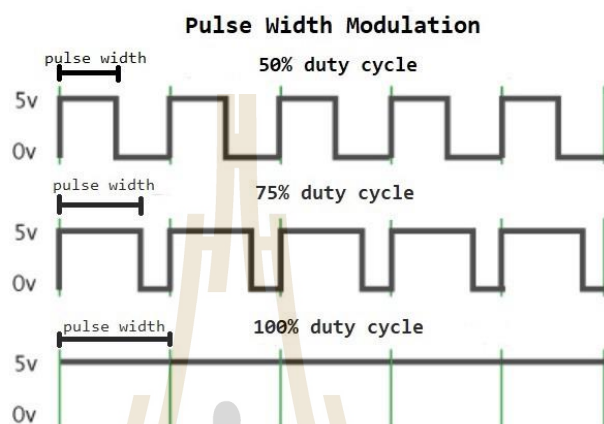 Pulse Width Modulation
pulse width
50% duty cycle
5v
0v
pulse width
75% duty cycle
5v
0v
pulse width
100% duty cycle
5v
0v